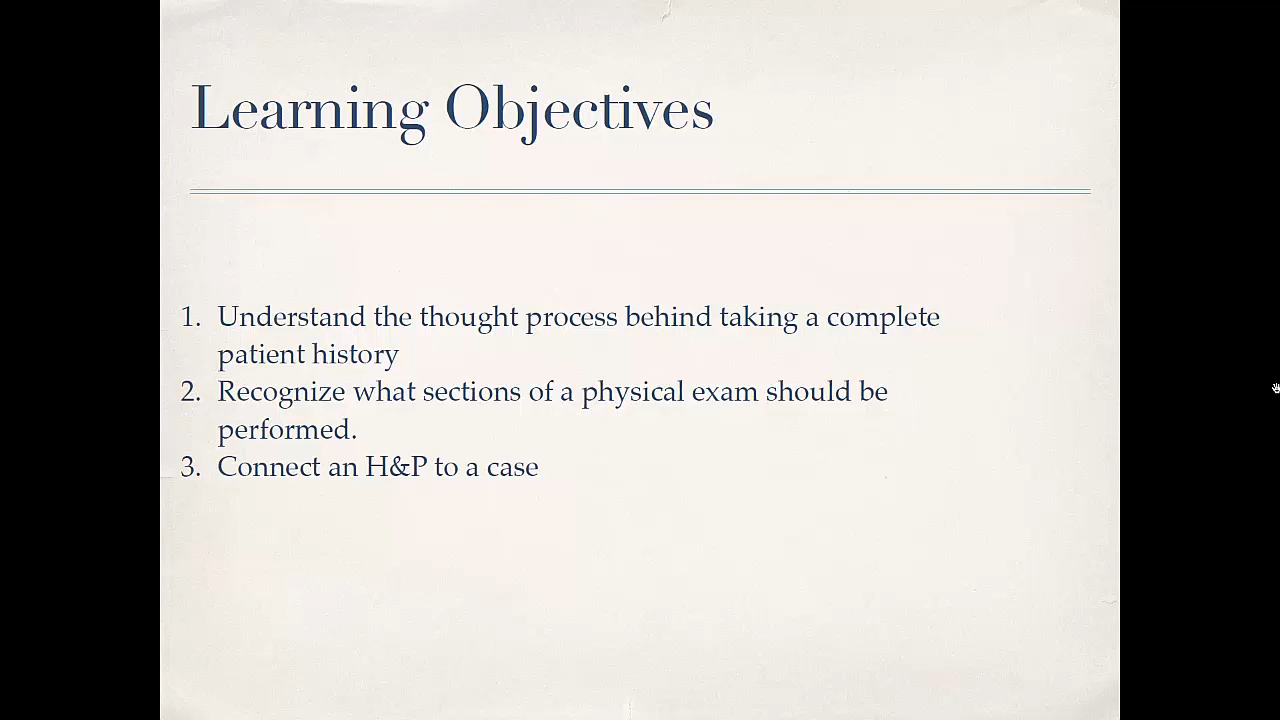 Learning Objectives
1. Understand the thought process behind taking a complete
patient history
2. Recognize what sections of a physical exam should be
performed.
3. Connect an H&P to a case